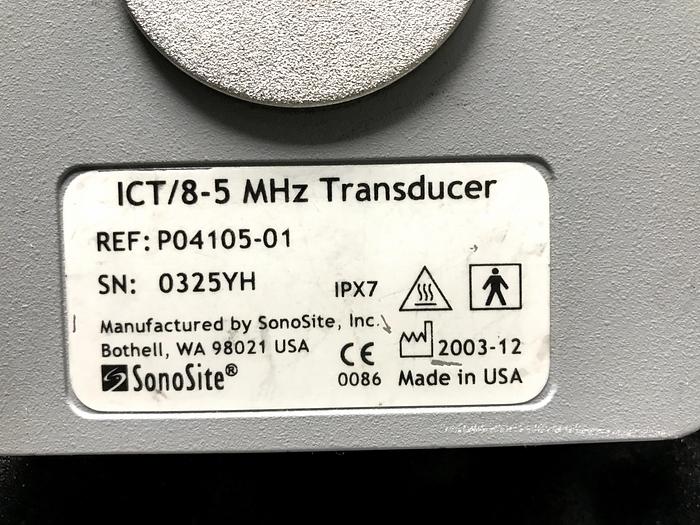 ICT/8-5 MHz Transducer
REF: P04105-01
SN: 0325YH
IPX7
Manufactured by SonoSite, Inc.
Bothell, WA 98021 USA
CE
0086
2003-12
SonoSite®
Made in USA